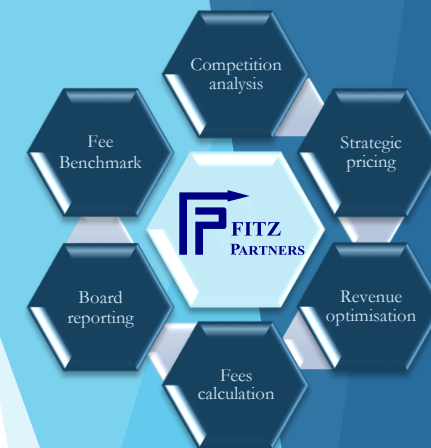 Competition
analysis
Strategic
pricing
Revenue
optimisation
Fees
calculation
Board
reporting
Fee
Benchmark
FITZ
PARTNERS